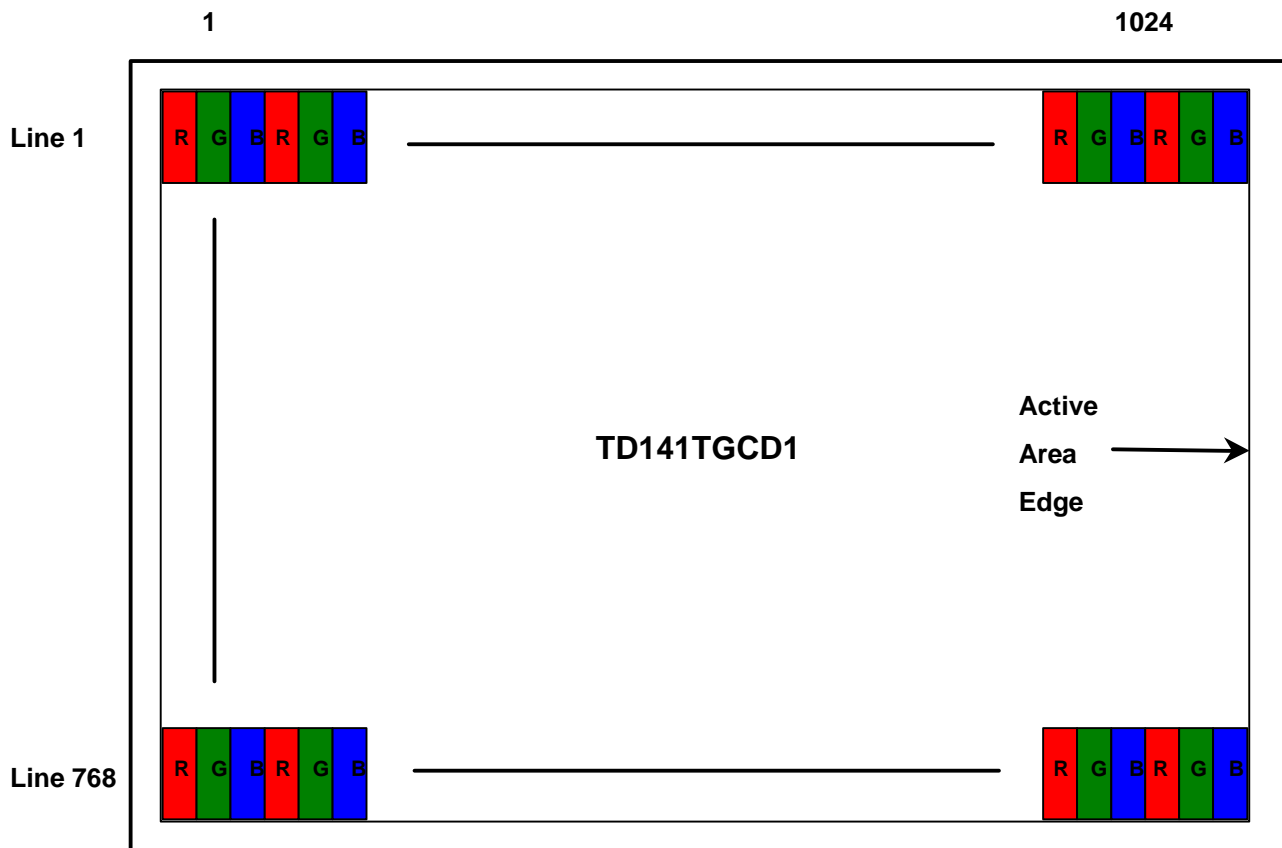 1 1024
Line 1 R G B R G B R G B R G B
Active
TD141TGCD1 Area
Edge
Line 768 R G B R G B R G B R G B